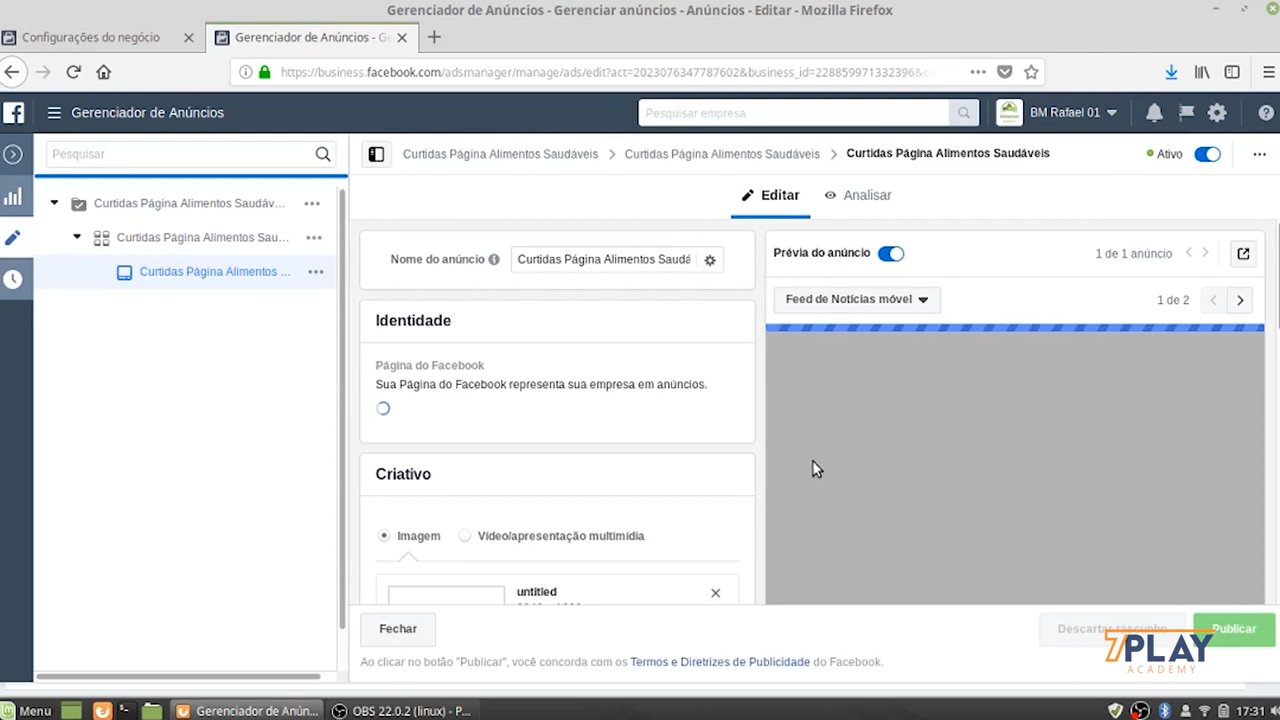 Gerenciador de Anúncios - Gerenciar anúncios - Anúncios - Editar - Mozilla Firefox
Configurações do negócio
Gerenciador de Anúncios - G
https://business.facebook.com/adsmanager/manage/ads/edit?act=2023076347787602&business_id=228859971332396&c
Gerenciador de Anúncios
Pesquisar empresa
BM Rafael 01
Pesquisar
Curtidas Página Alimentos Saudáveis
Curtidas Página Alimentos Saudáveis
Curtidas Página Alimentos Saudáveis
Ativo
Editar
Analisar
Curtidas Página Alimentos Saudáv...
Curtidas Página Alimentos Sau...
Curtidas Página Alimentos ...
Nome do anúncio
Curtidas Página Alimentos Saudá
Prévia do anúncio
1 de 1 anúncio
Feed de Notícias móvel
1 de 2
Identidade
Página do Facebook
Sua Página do Facebook representa sua empresa em anúncios.
Criativo
Imagem
Vídeo/apresentação multimídia
untitled
Fechar
Descartar rascunho
Publicar
Ao clicar no botão "Publicar", você concorda com os Termos e Diretrizes de Publicidade do Facebook.
7PLAY
ACADEMY
Menu
Gerenciador de Anún...
OBS 22.0.2 (linux) - P...
17:31